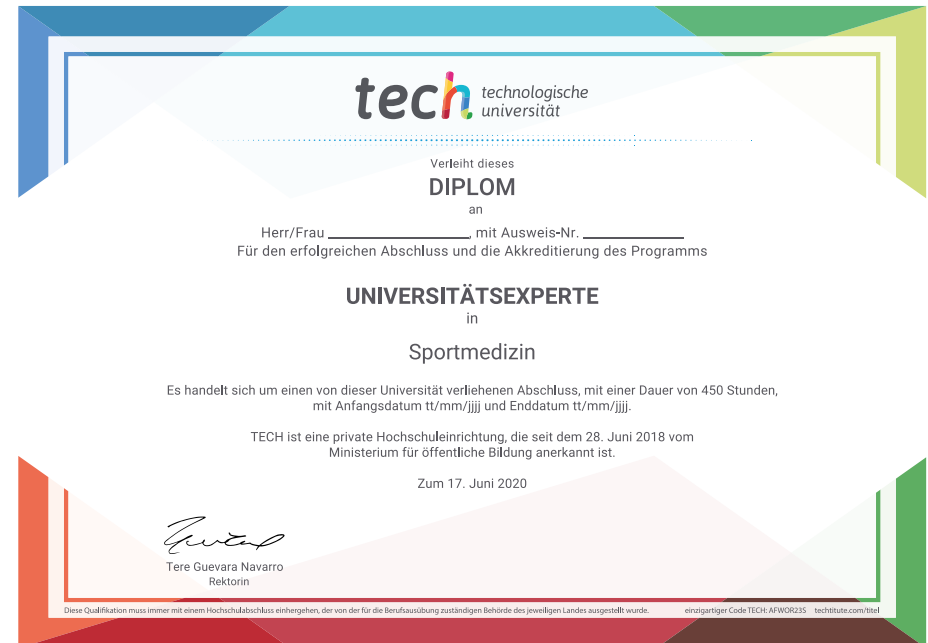 tech technologische
universität
Verleiht dieses
DIPLOM
an
Herr/Frau ____________________, mit Ausweis-Nr. ______________
Für den erfolgreichen Abschluss und die Akkreditierung des Programms
UNIVERSITÄTSEXPERTE
in
Sportmedizin
Es handelt sich um einen von dieser Universität verliehenen Abschluss, mit einer Dauer von 450 Stunden,
mit Anfangsdatum tt/mm/jjjj und Enddatum tt/mm/jjjj.
TECH ist eine private Hochschuleinrichtung, die seit dem 28. Juni 2018 vom
Ministerium für öffentliche Bildung anerkannt ist.
Zum 17. Juni 2020
Tere Guevara Navarro
Rektorin
Diese Qualifikation muss immer mit einem Hochschulabschluss einhergehen, der von der für die Berufsausübung zuständigen Behörde des jeweiligen Landes ausgestellt wurde. einzigartiger Code TECH: AFWOR23S techtitute.com/titel